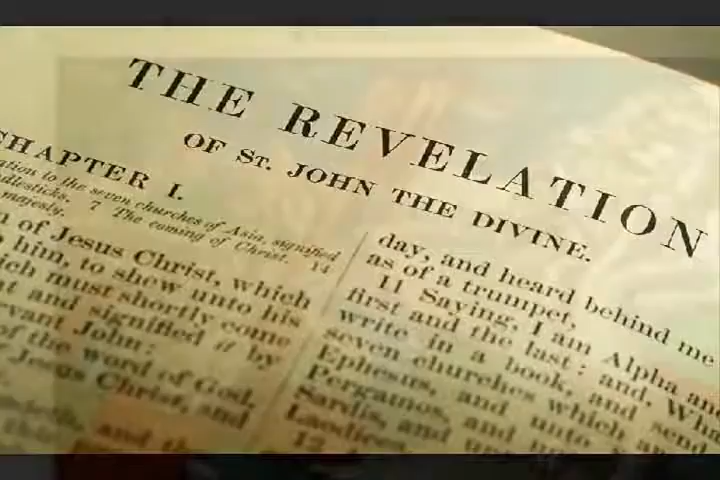 THE REVELATION
OF ST. JOHN THE DIVINE.
CHAPTER I.
to the seven churches of Asia, signified
majesty. 7 The coming of Christ. 14
of Jesus Christ, which
him, to shew unto his
which must shortly come
and signified it by
John:
of the word of God,
Jesus Christ, and
day, and heard behind me
as of a trumpet,
11 Saying, I am Alpha and
first and the last: and, What
write in a book, and send
seven churches which
Ephesus, and unto
Pergamos, and
Sardis, and
Laodicea.
12